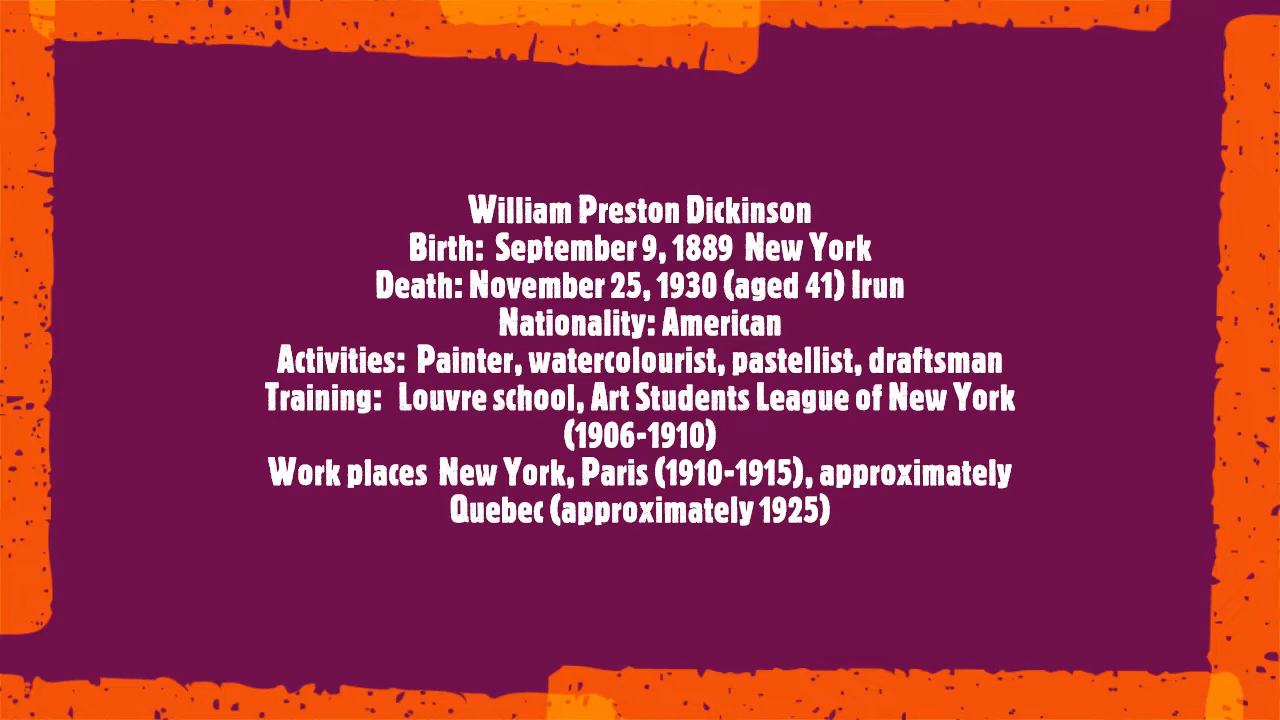 William Preston Dickinson
Birth:  September 9, 1889  New York
Death: November 25, 1930 (aged 41) Irun
Nationality: American
Activities:  Painter, watercolourist, pastellist, draftsman
Training:  Louvre school, Art Students League of New York
(1906-1910)
Work places  New York, Paris (1910-1915), approximately
Quebec (approximately 1925)